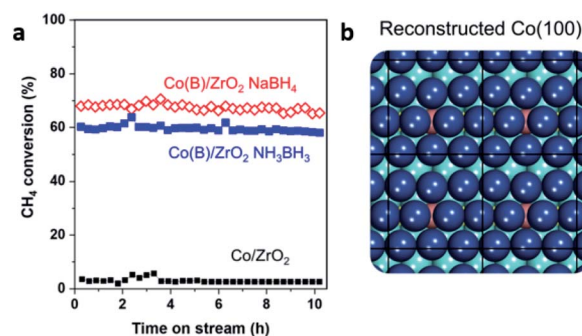 a
b
Reconstructed Co(100)
CH₄ conversion (%)
100
80
60
40
20
0
Co(B)/ZrO₂ NaBH₄
Co(B)/ZrO₂ NH₃BH₃
Co/ZrO₂
0 2 4 6 8 10
Time on stream (h)